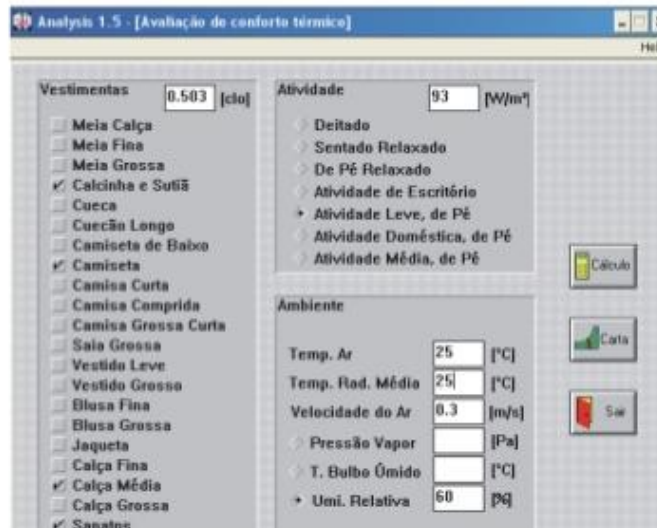 Analysis 1.5 - [Avaliação de conforto térmico]
Hel
Vestimentas 0.503 [clo]
Meia Calça
Meia Fina
Meia Grossa
Calcinha e Sutiã
Cueca
Cuecão Longo
Camiseta de Baixo
Camiseta
Camisa Curta
Camisa Comprida
Camisa Grossa Curta
Saia Grossa
Vestido Leve
Vestido Grosso
Blusa Fina
Blusa Grossa
Jaqueta
Calça Fina
Calça Média
Calça Grossa
Sapatos
Atividade 93 [W/m²]
Deitado
Sentado Relaxado
De Pé Relaxado
Atividade de Escritório
Atividade Leve, de Pé
Atividade Doméstica, de Pé
Atividade Média, de Pé
Ambiente
Temp. Ar 25 [°C]
Temp. Rad. Média 25 [°C]
Velocidade do Ar 0.3 [m/s]
Pressão Vapor [Pa]
T. Bulbo Úmido [°C]
Umi. Relativa 60 [%]
Cálculo
Carta
Sair